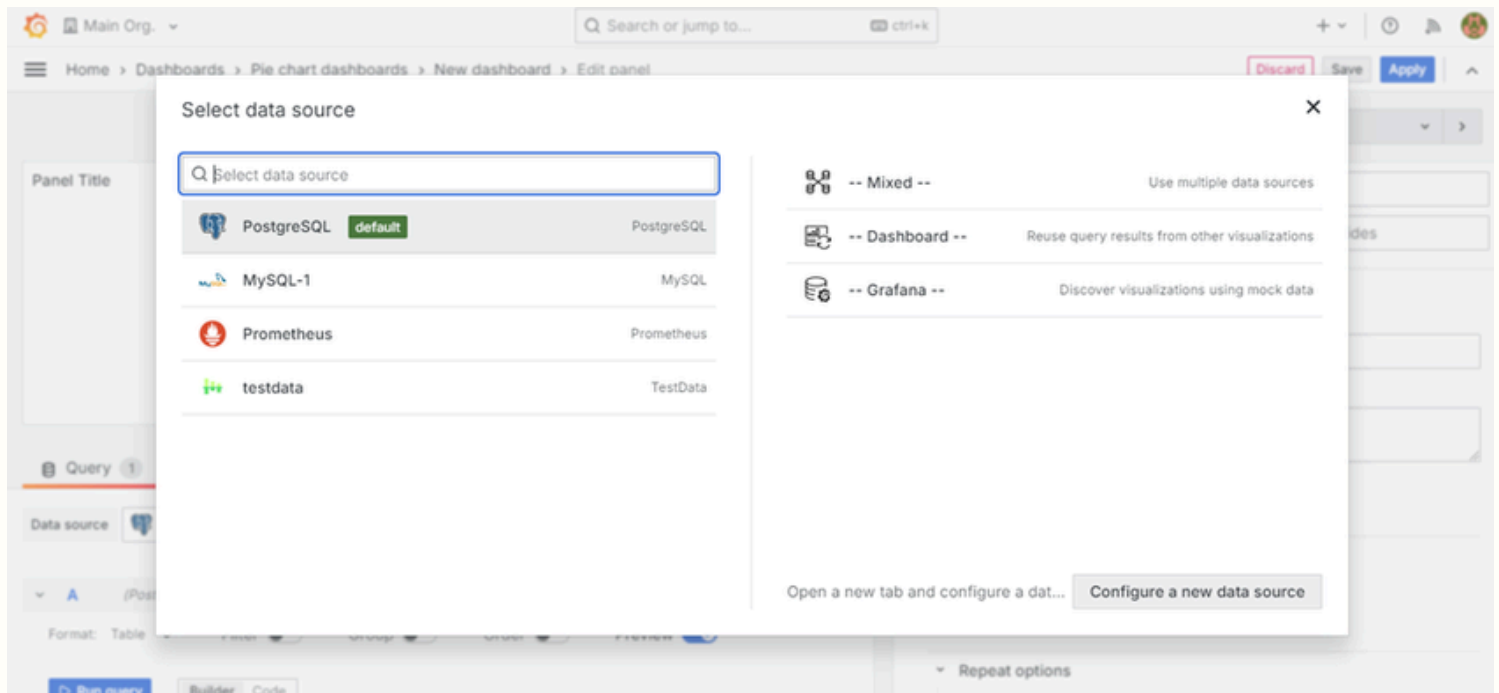 Main Org.
Search or jump to...
ctrl+k
Home › Dashboards › Pie chart dashboards › New dashboard › Edit panel
Discard
Save
Apply
Select data source
Select data source
PostgreSQL default PostgreSQL
MySQL-1 MySQL
Prometheus Prometheus
testdata TestData
-- Mixed -- Use multiple data sources
-- Dashboard -- Reuse query results from other visualizations
-- Grafana -- Discover visualizations using mock data
Open a new tab and configure a dat...
Configure a new data source
Panel Title
Query 1
Data source
A
Format: Table
Preview
Run query
Builder Code
Repeat options